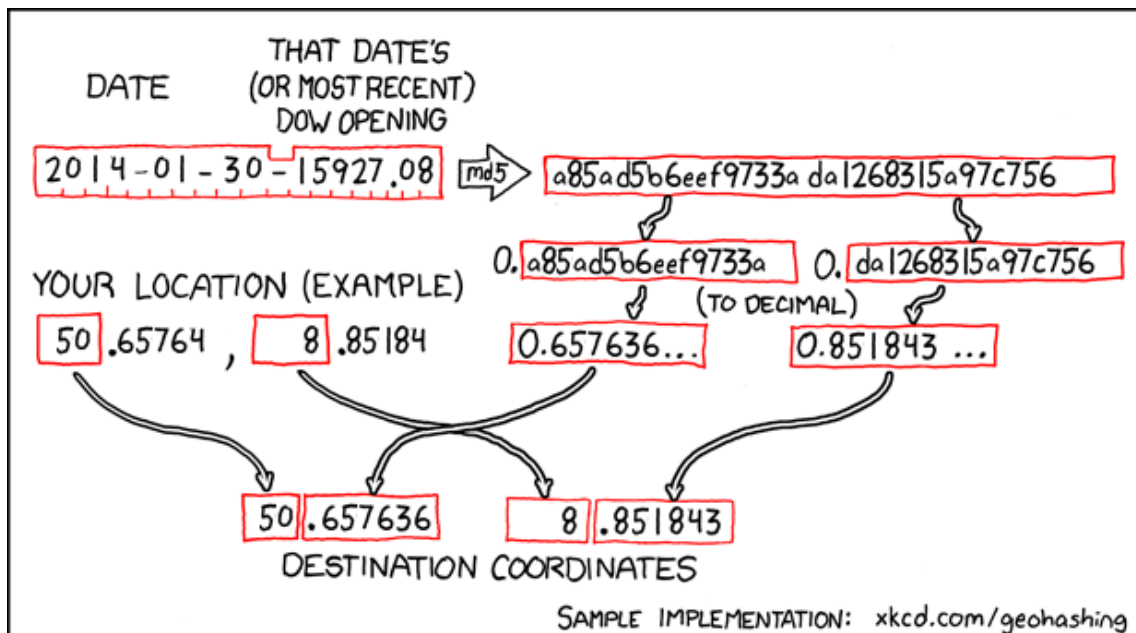 DATE
THAT DATE'S
(OR MOST RECENT)
DOW OPENING
2014-01-30-15927.08
md5
a85ad5b6eef9733ada1268315a97c756
0.a85ad5b6eef9733a
0.da1268315a97c756
YOUR LOCATION (EXAMPLE)
(TO DECIMAL)
50.65764, 8.85184
0.657636...
0.851843 ...
50.657636
8.851843
DESTINATION COORDINATES
SAMPLE IMPLEMENTATION: xkcd.com/geohashing